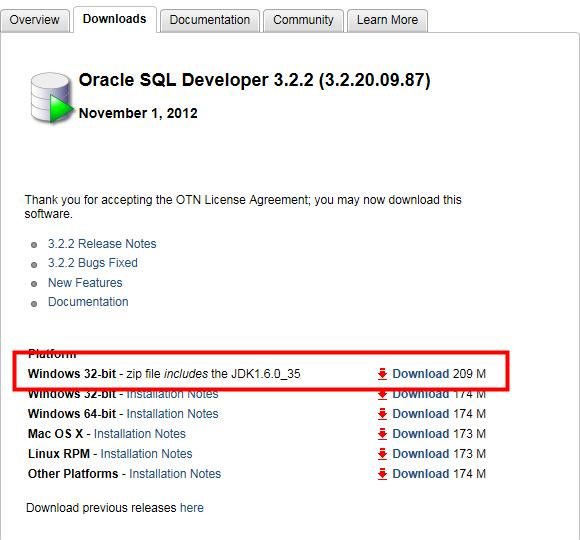 Overview Downloads Documentation Community Learn More
Oracle SQL Developer 3.2.2 (3.2.20.09.87)
November 1, 2012
Thank you for accepting the OTN License Agreement; you may now download this
software.
3.2.2 Release Notes
3.2.2 Bugs Fixed
New Features
Documentation
Platform
Windows 32-bit - zip file includes the JDK1.6.0_35 Download 209 M
Windows 32-bit - Installation Notes Download 174 M
Windows 64-bit - Installation Notes Download 174 M
Mac OS X - Installation Notes Download 173 M
Linux RPM - Installation Notes Download 173 M
Other Platforms - Installation Notes Download 174 M
Download previous releases here